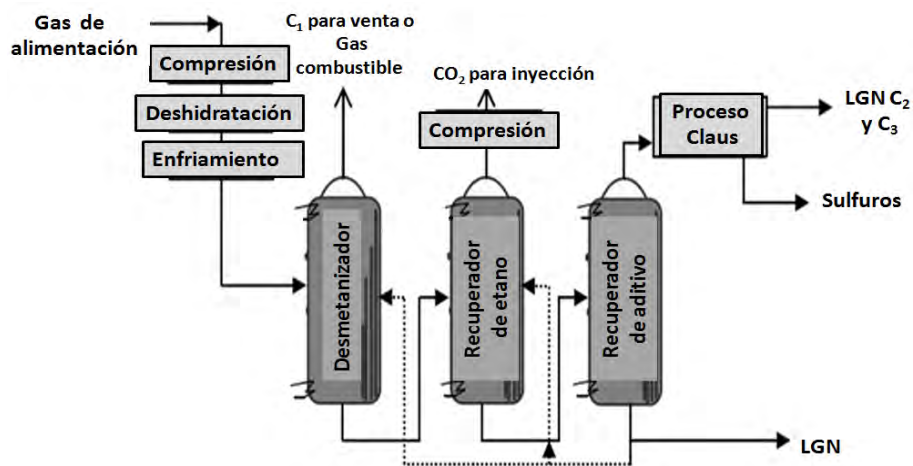 Gas de
alimentación
Compresión
Deshidratación
Enfriamiento
C₁ para venta o
Gas
combustible
CO₂ para inyección
Compresión
Proceso
Claus
LGN C₂
y C₃
Sulfuros
Desmetanizador
Recuperador
de etano
Recuperador
de aditivo
LGN